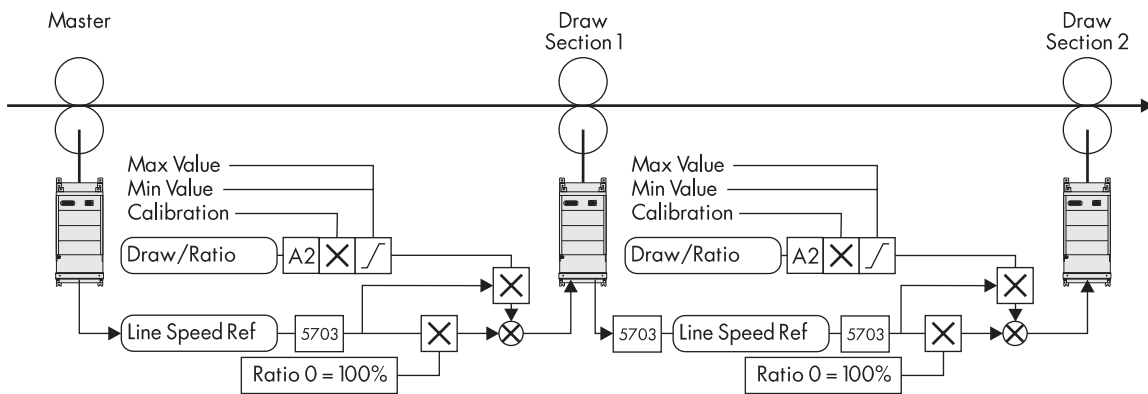 Master
Draw
Section 1
Draw
Section 2
Max Value
Min Value
Calibration
Draw/Ratio
A2
Line Speed Ref
5703
Ratio 0 = 100%
Max Value
Min Value
Calibration
Draw/Ratio
A2
5703
Line Speed Ref
5703
Ratio 0 = 100%